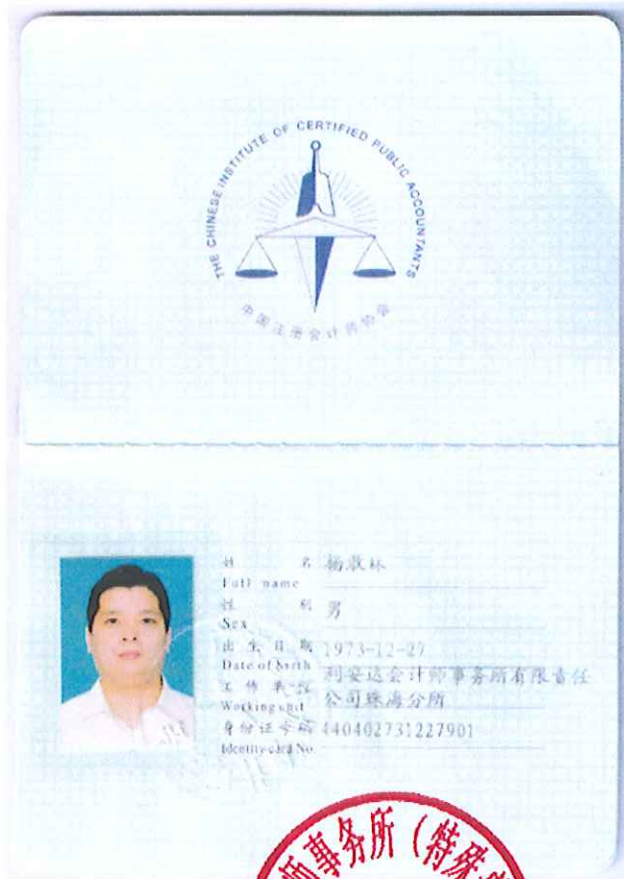 THE CHINESE INSTITUTE OF CERTIFIED PUBLIC ACCOUNTANTS
中国注册会计师协会
姓 名 杨敢林
Full name
性 别 男
Sex
出生日期 1973-12-27
Date of birth
工作单位 利安达会计师事务所有限责任
Working unit 公司珠海分所
身份证号码 440402731227901
Identity card No.
师事务所（特殊